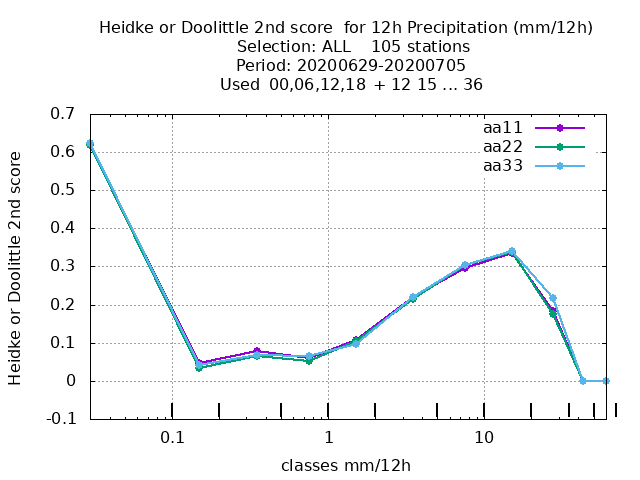 Heidke or Doolittle 2nd score  for 12h Precipitation (mm/12h)
Selection: ALL    105 stations
Period: 20200629-20200705
Used  00,06,12,18  + 12 15 ... 36
aa11
aa22
aa33
0.7
0.6
0.5
0.4
0.3
0.2
0.1
0
-0.1
Heidke or Doolittle 2nd score
0.1
1
10
classes mm/12h